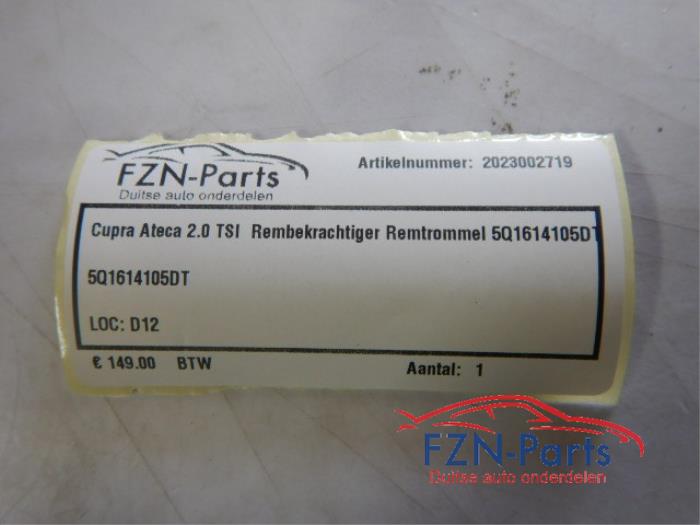 FZN-Parts
Duitse auto onderdelen
Artikelnummer: 2023002719
Cupra Ateca 2.0 TSI Rembekrachtiger Remtrommel 5Q1614105DT
5Q1614105DT
LOC: D12
€ 149.00 BTW
Aantal: 1
FZN-Parts
Duitse auto onderdelen